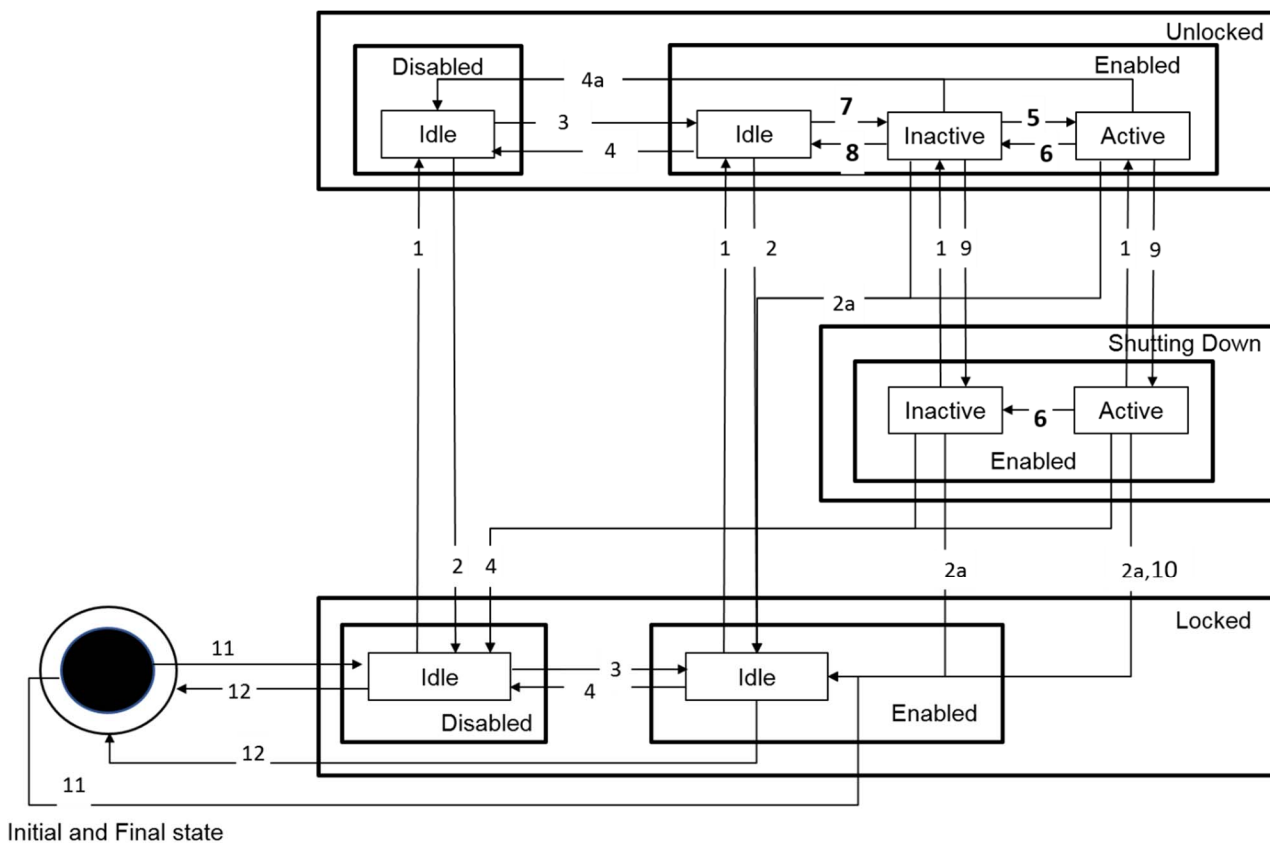 Unlocked
Disabled
4a
Enabled
Idle
3
4
Idle
7
8
Inactive
5
6
Active
1
1
2
1
9
1
9
2a
Shutting Down
Inactive
6
Active
Enabled
2
4
2a
2a,10
Locked
11
12
Idle
3
4
Idle
Disabled
Enabled
12
11
Initial and Final state